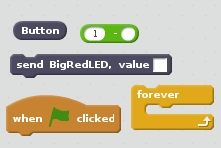 Button
1 -
send BigRedLED, value
forever
when clicked